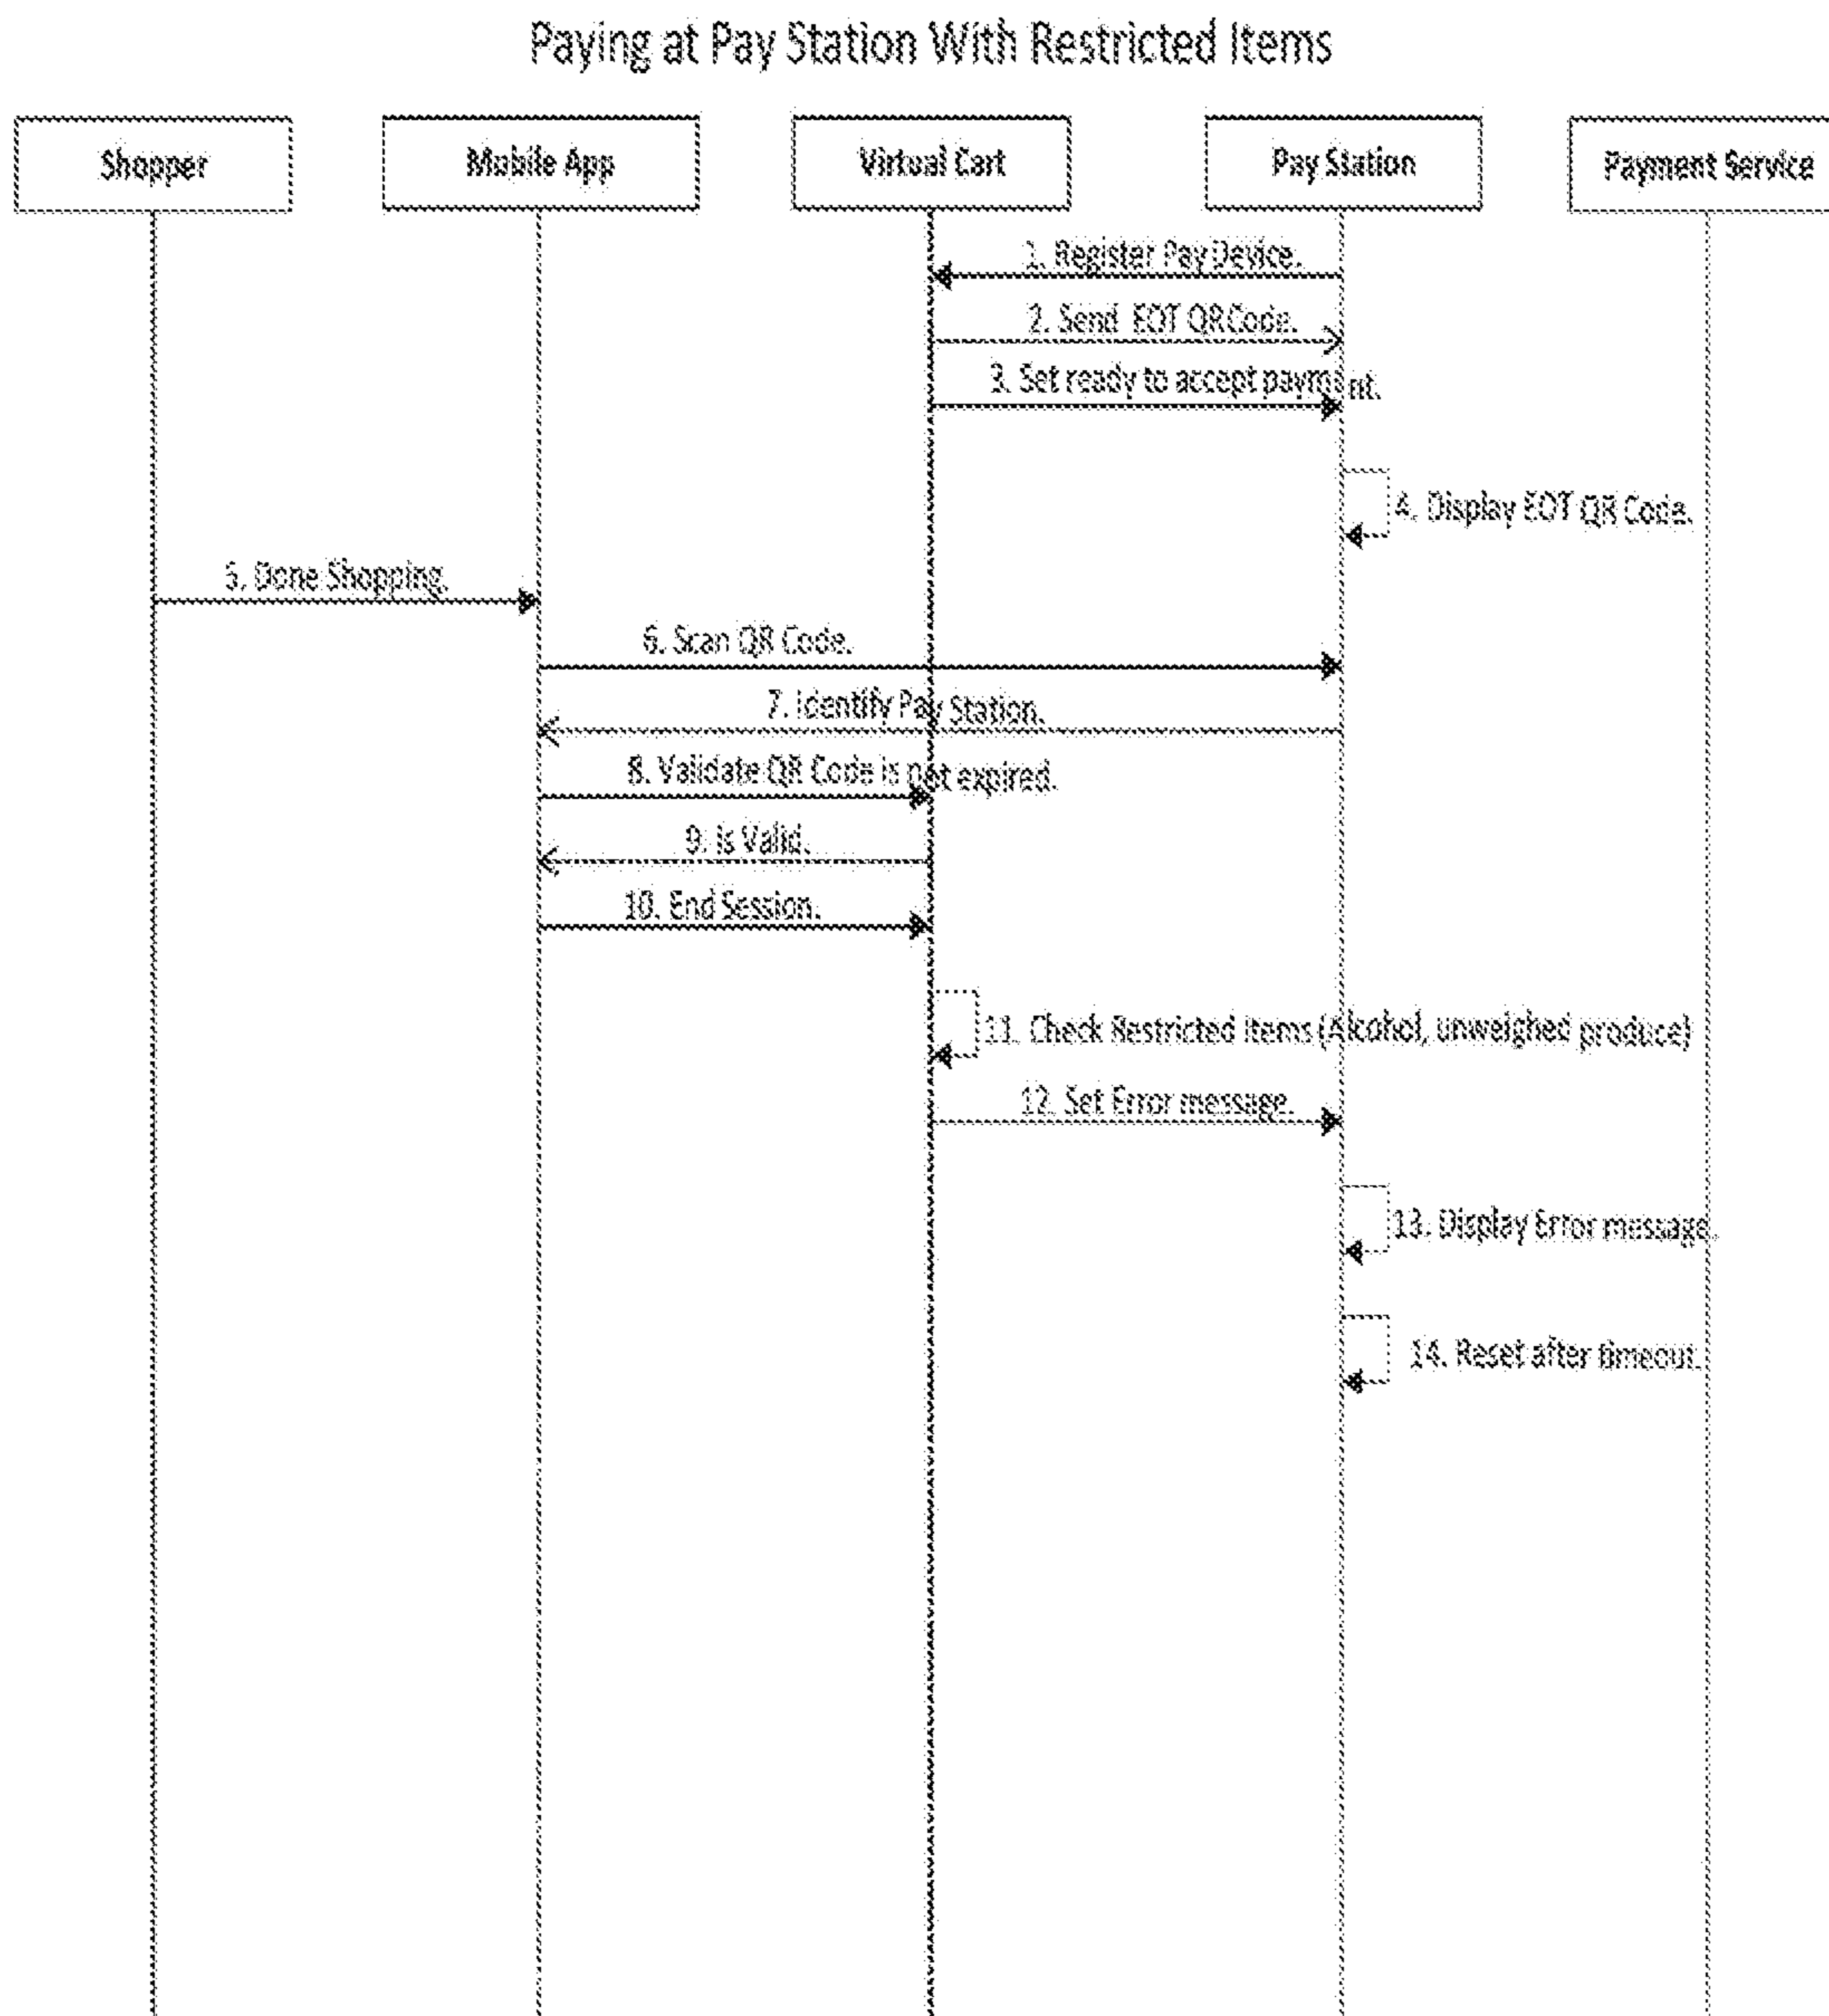 Paying at Pay Station With Restricted Items
Shopper
Mobile App
Virtual Cart
Pay Station
Payment Service
1. Register Pay Device.
2. Send EOT QRCode.
3. Set ready to accept payment.
4. Display EOT QR Code.
5. Done Shopping.
6. Scan QR Code.
7. Identify Pay Station.
8. Validate QR Code is not expired.
9. Is Valid.
10. End Session.
11. Check Restricted Items (Alcohol, unweighed produce)
12. Set Error message.
13. Display Error message.
14. Reset after timeout.